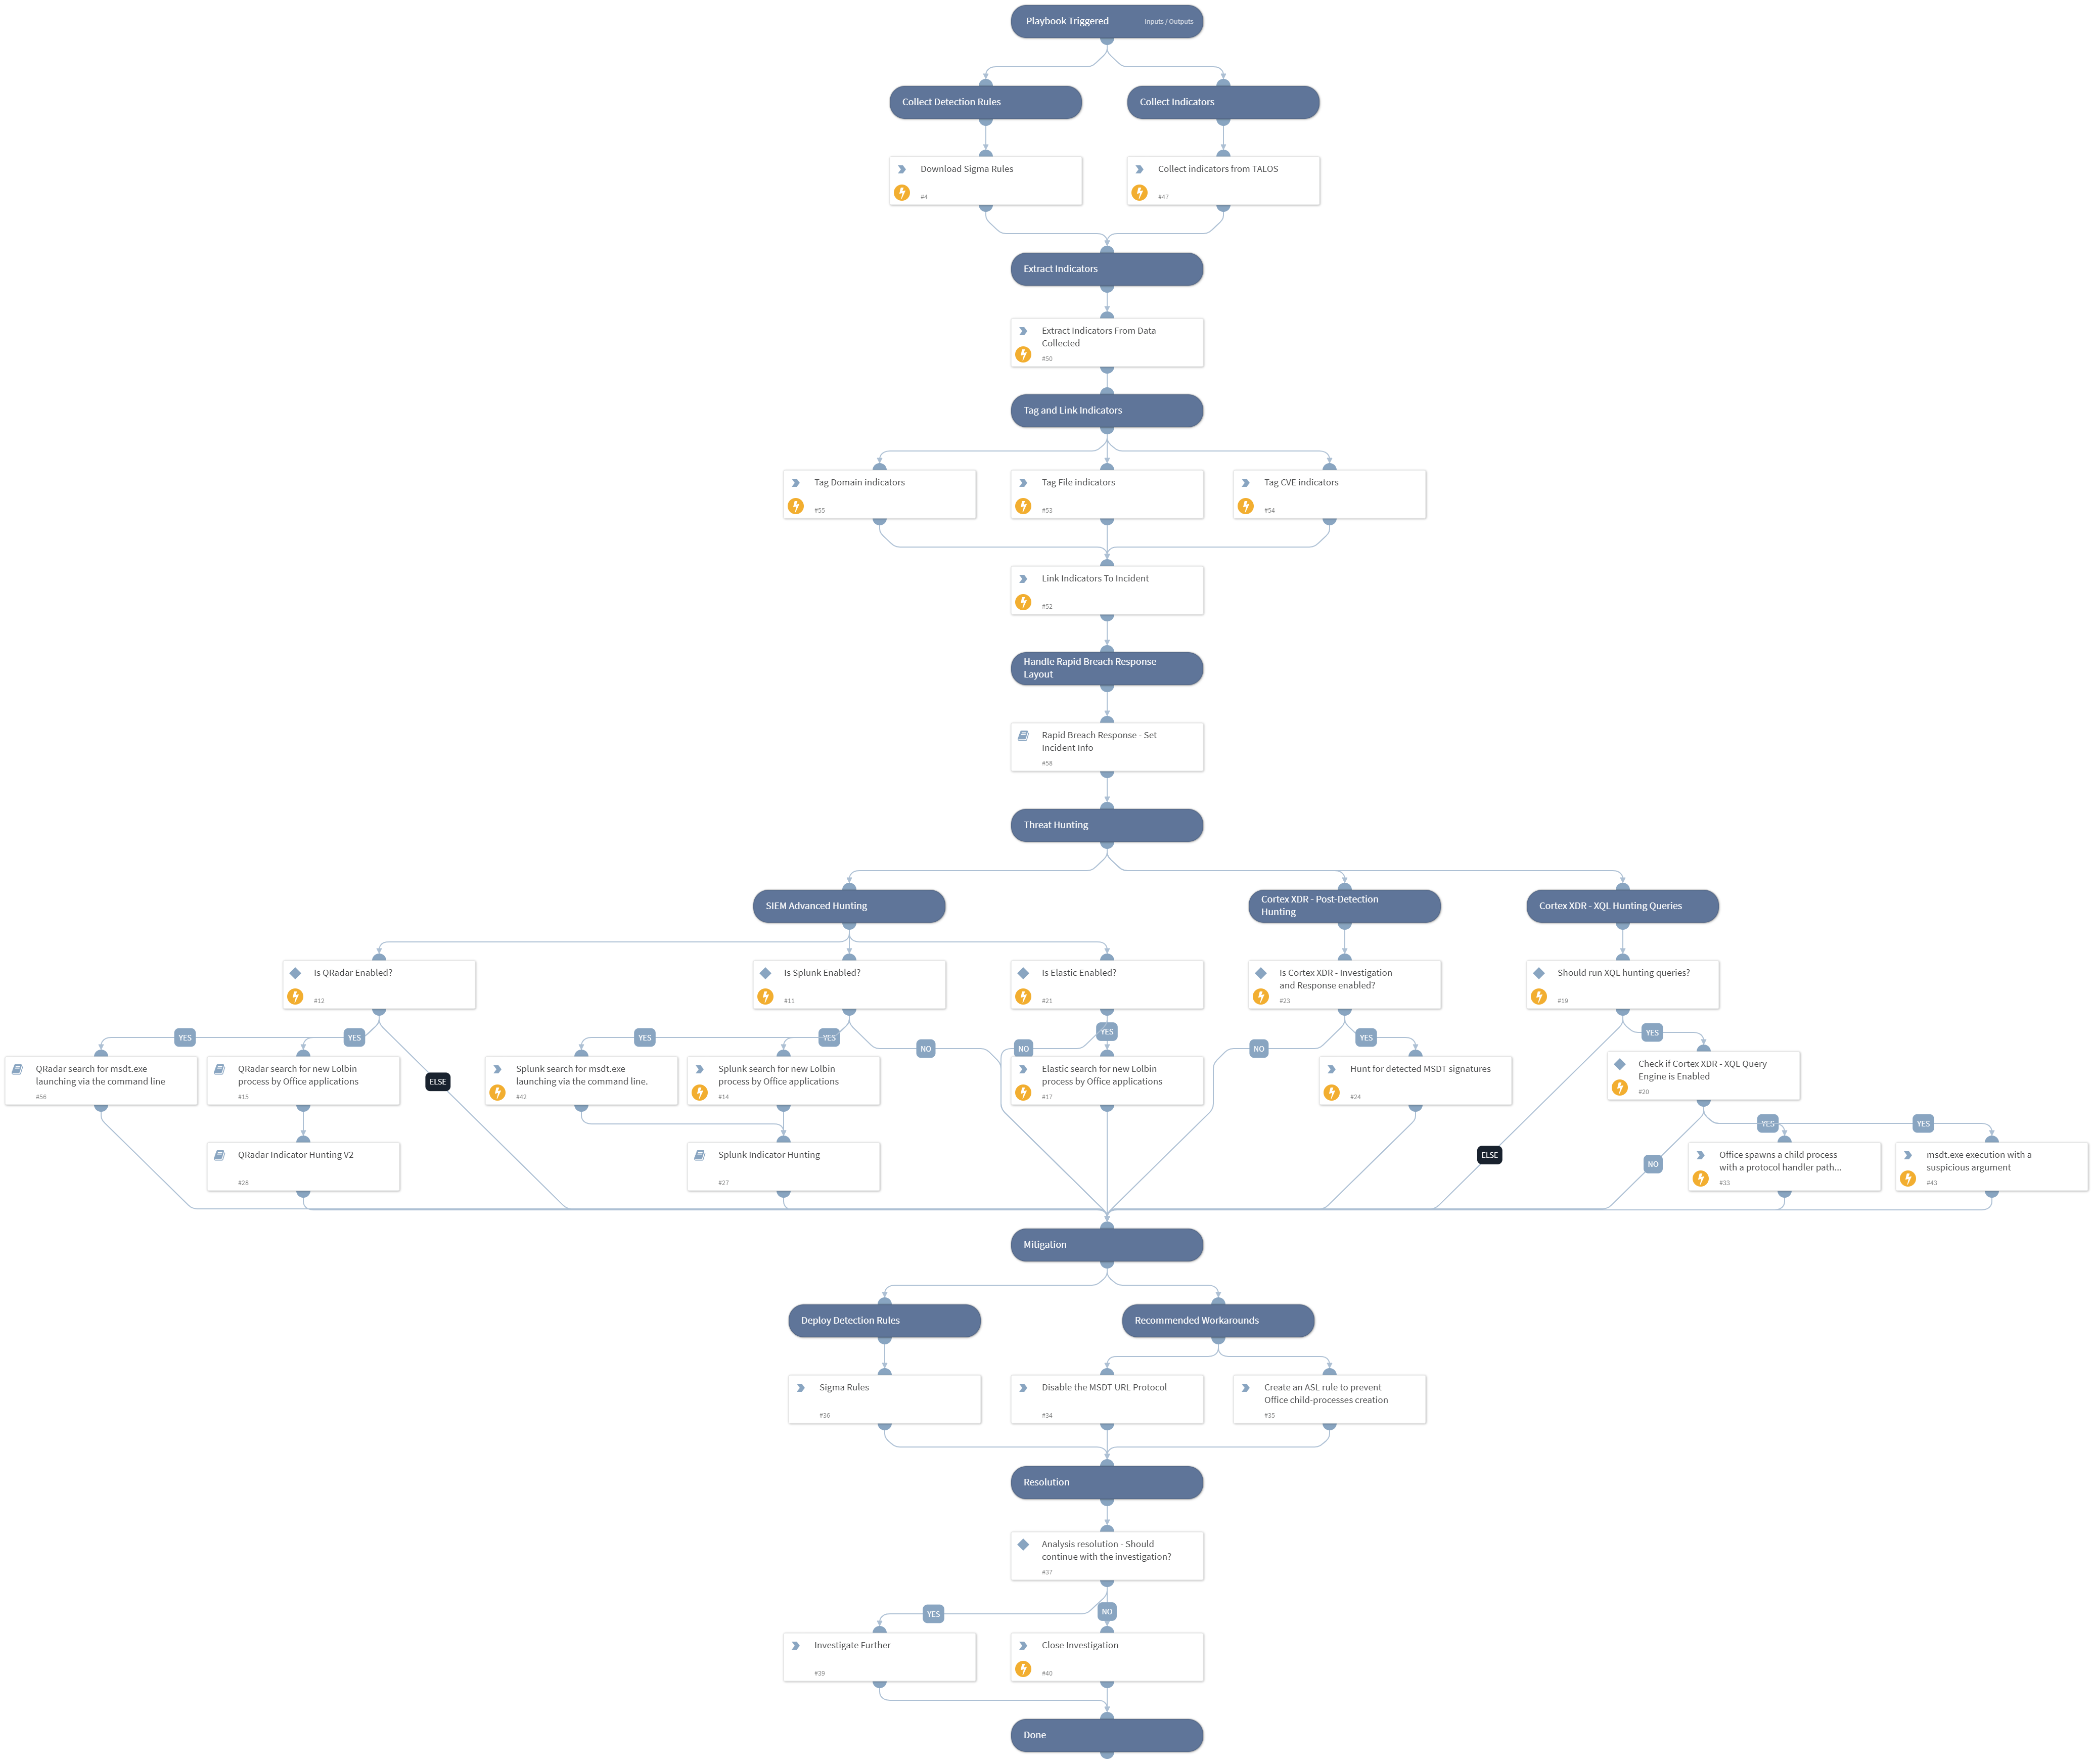 Playbook Triggered
Inputs / Outputs
Collect Detection Rules
Collect Indicators
Download Sigma Rules
#4
Collect indicators from TALOS
#47
Extract Indicators
Extract Indicators From Data
Collected
#50
Tag and Link Indicators
Tag Domain indicators
#55
Tag File indicators
#53
Tag CVE indicators
#54
Link Indicators To Incident
#52
Handle Rapid Breach Response
Layout
Rapid Breach Response - Set
Incident Info
#58
Threat Hunting
SIEM Advanced Hunting
Cortex XDR - Post-Detection
Hunting
Cortex XDR - XQL Hunting Queries
Is QRadar Enabled?
#12
Is Splunk Enabled?
#11
Is Elastic Enabled?
#21
Is Cortex XDR - Investigation
and Response enabled?
#23
Should run XQL hunting queries?
#19
YES
YES
ELSE
YES
YES
NO
NO
YES
NO
YES
YES
QRadar search for msdt.exe
launching via the command line
#56
QRadar search for new Lolbin
process by Office applications
#15
Splunk search for msdt.exe
launching via the command line.
#42
Splunk search for new Lolbin
process by Office applications
#14
Elastic search for new Lolbin
process by Office applications
#17
Hunt for detected MSDT signatures
#24
Check if Cortex XDR - XQL Query
Engine is Enabled
#20
ELSE
NO
YES
YES
QRadar Indicator Hunting V2
#28
Splunk Indicator Hunting
#27
Office spawns a child process
with a protocol handler path...
#33
msdt.exe execution with a
suspicious argument
#43
Mitigation
Deploy Detection Rules
Recommended Workarounds
Sigma Rules
#36
Disable the MSDT URL Protocol
#34
Create an ASL rule to prevent
Office child-processes creation
#35
Resolution
Analysis resolution - Should
continue with the investigation?
#37
YES
NO
Investigate Further
#39
Close Investigation
#40
Done